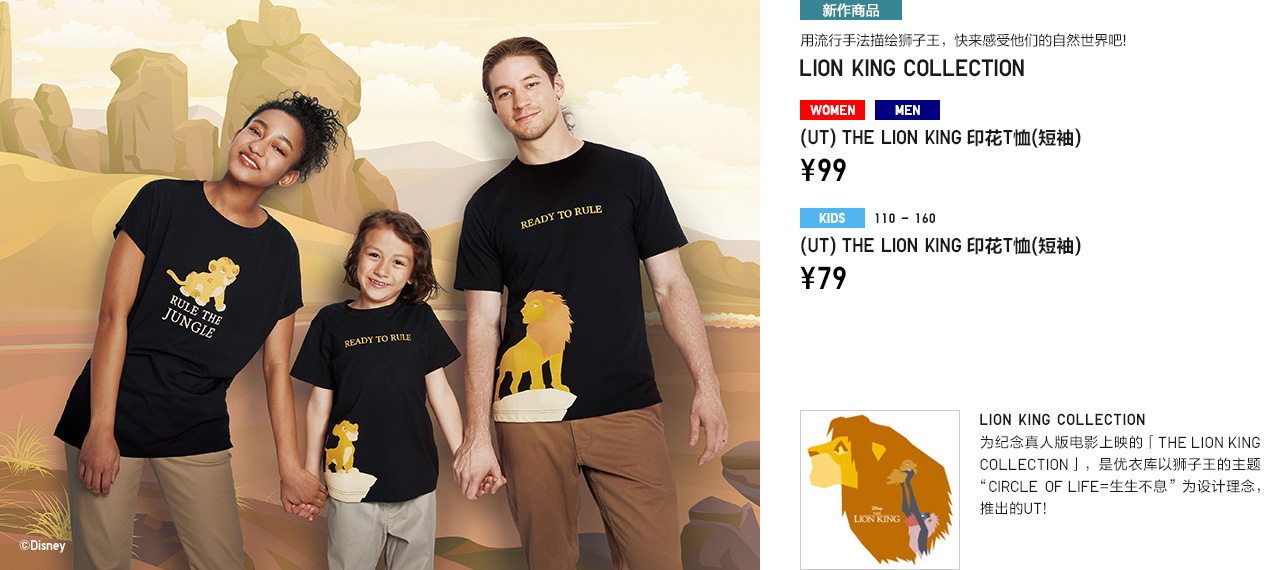 新作商品
用流行手法描绘狮子王，快来感受他们的自然世界吧!
LION KING COLLECTION
WOMEN MEN
(UT) THE LION KING 印花T恤(短袖)
¥99
KIDS 110 - 160
(UT) THE LION KING 印花T恤(短袖)
¥79
READY TO RULE
RULE THE
JUNGLE
READY TO RULE
©Disney
Disney
THE
LION KING
LION KING COLLECTION
为纪念真人版电影上映的「THE LION KING
COLLECTION」，是优衣库以狮子王的主题
“CIRCLE OF LIFE=生生不息”为设计理念，
推出的UT!